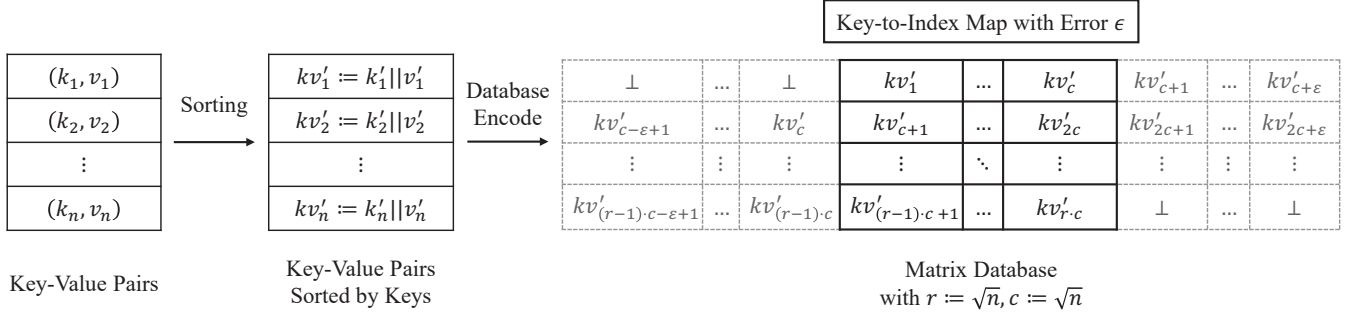 Key-to-Index Map with Error ϵ
(k₁, v₁)
(k₂, v₂)
⋮
(kₙ, vₙ)
Key-Value Pairs
Sorting
kv′₁ ≔ k′₁||v′₁
kv′₂ ≔ k′₂||v′₂
⋮
kv′ₙ ≔ k′ₙ||v′ₙ
Key-Value Pairs
Sorted by Keys
Database
Encode
⊥ ... ⊥ kv′₁ ... kv′_c kv′_{c+1} ... kv′_{c+ε}
kv′_{c−ε+1} ... kv′_c kv′_{c+1} ... kv′_{2c} kv′_{2c+1} ... kv′_{2c+ε}
⋮ ⋮ ⋮ ⋮ ⋱ ⋮ ⋮ ⋮ ⋮
kv′_{(r−1)·c−ε+1} ... kv′_{(r−1)·c} kv′_{(r−1)·c+1} ... kv′_{r·c} ⊥ ... ⊥
Matrix Database
with r ≔ √n, c ≔ √n